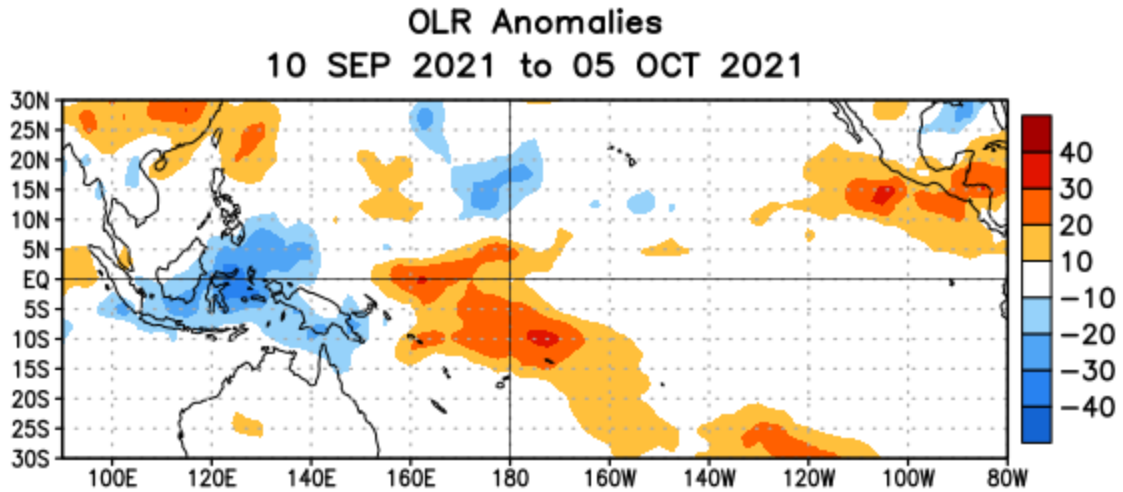 OLR Anomalies
10 SEP 2021 to 05 OCT 2021
30N
25N
20N
15N
10N
5N
EQ
5S
10S
15S
20S
25S
30S
100E 120E 140E 160E 180 160W 140W 120W 100W 80W
40
30
20
10
−10
−20
−30
−40